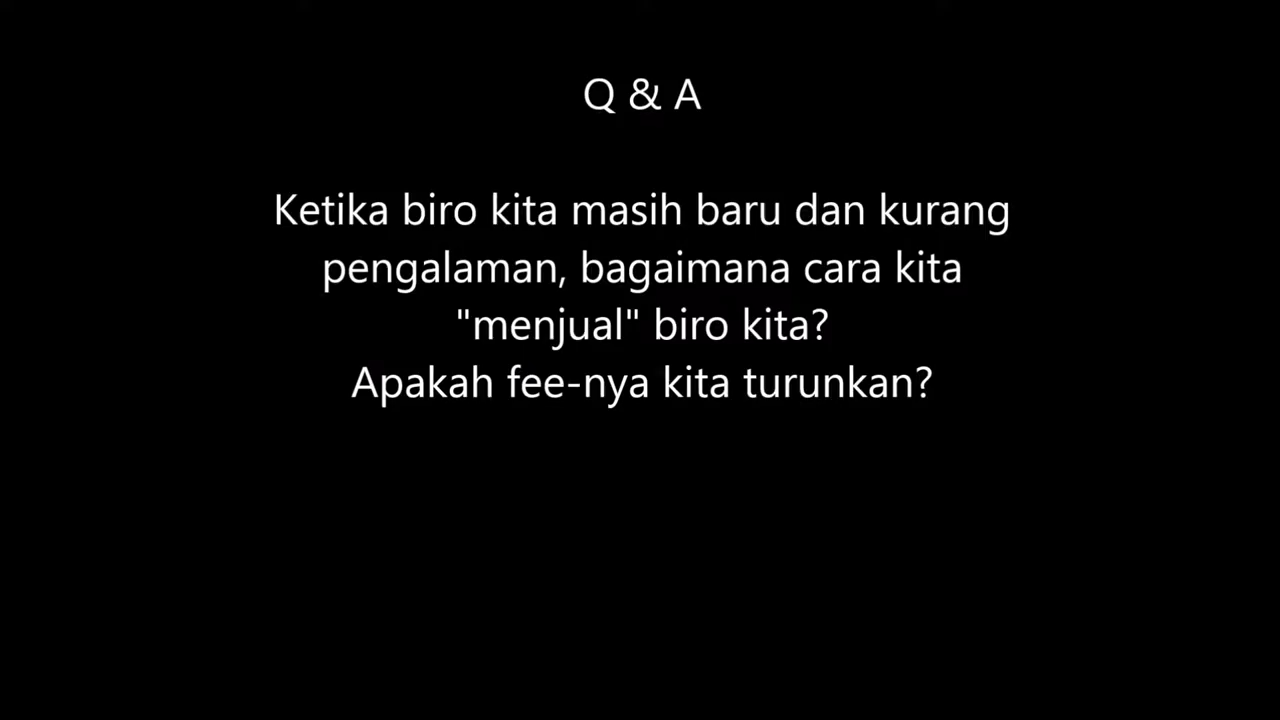 Q & A
Ketika biro kita masih baru dan kurang
pengalaman, bagaimana cara kita
"menjual" biro kita?
Apakah fee-nya kita turunkan?